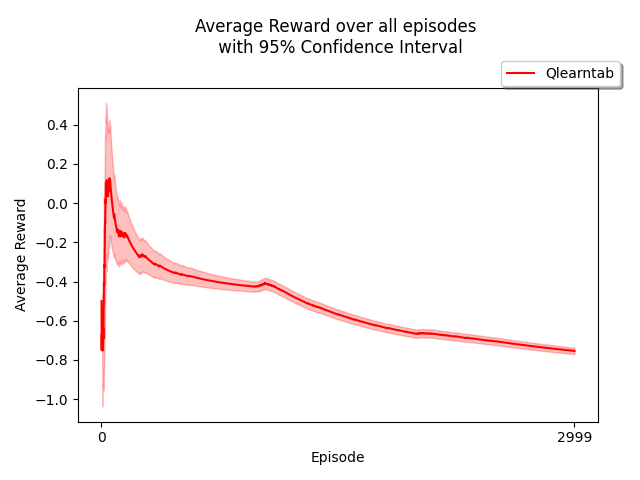 Average Reward over all episodes
with 95% Confidence Interval
Qlearntab
0.4
0.2
0.0
−0.2
−0.4
−0.6
−0.8
−1.0
Average Reward
0
2999
Episode